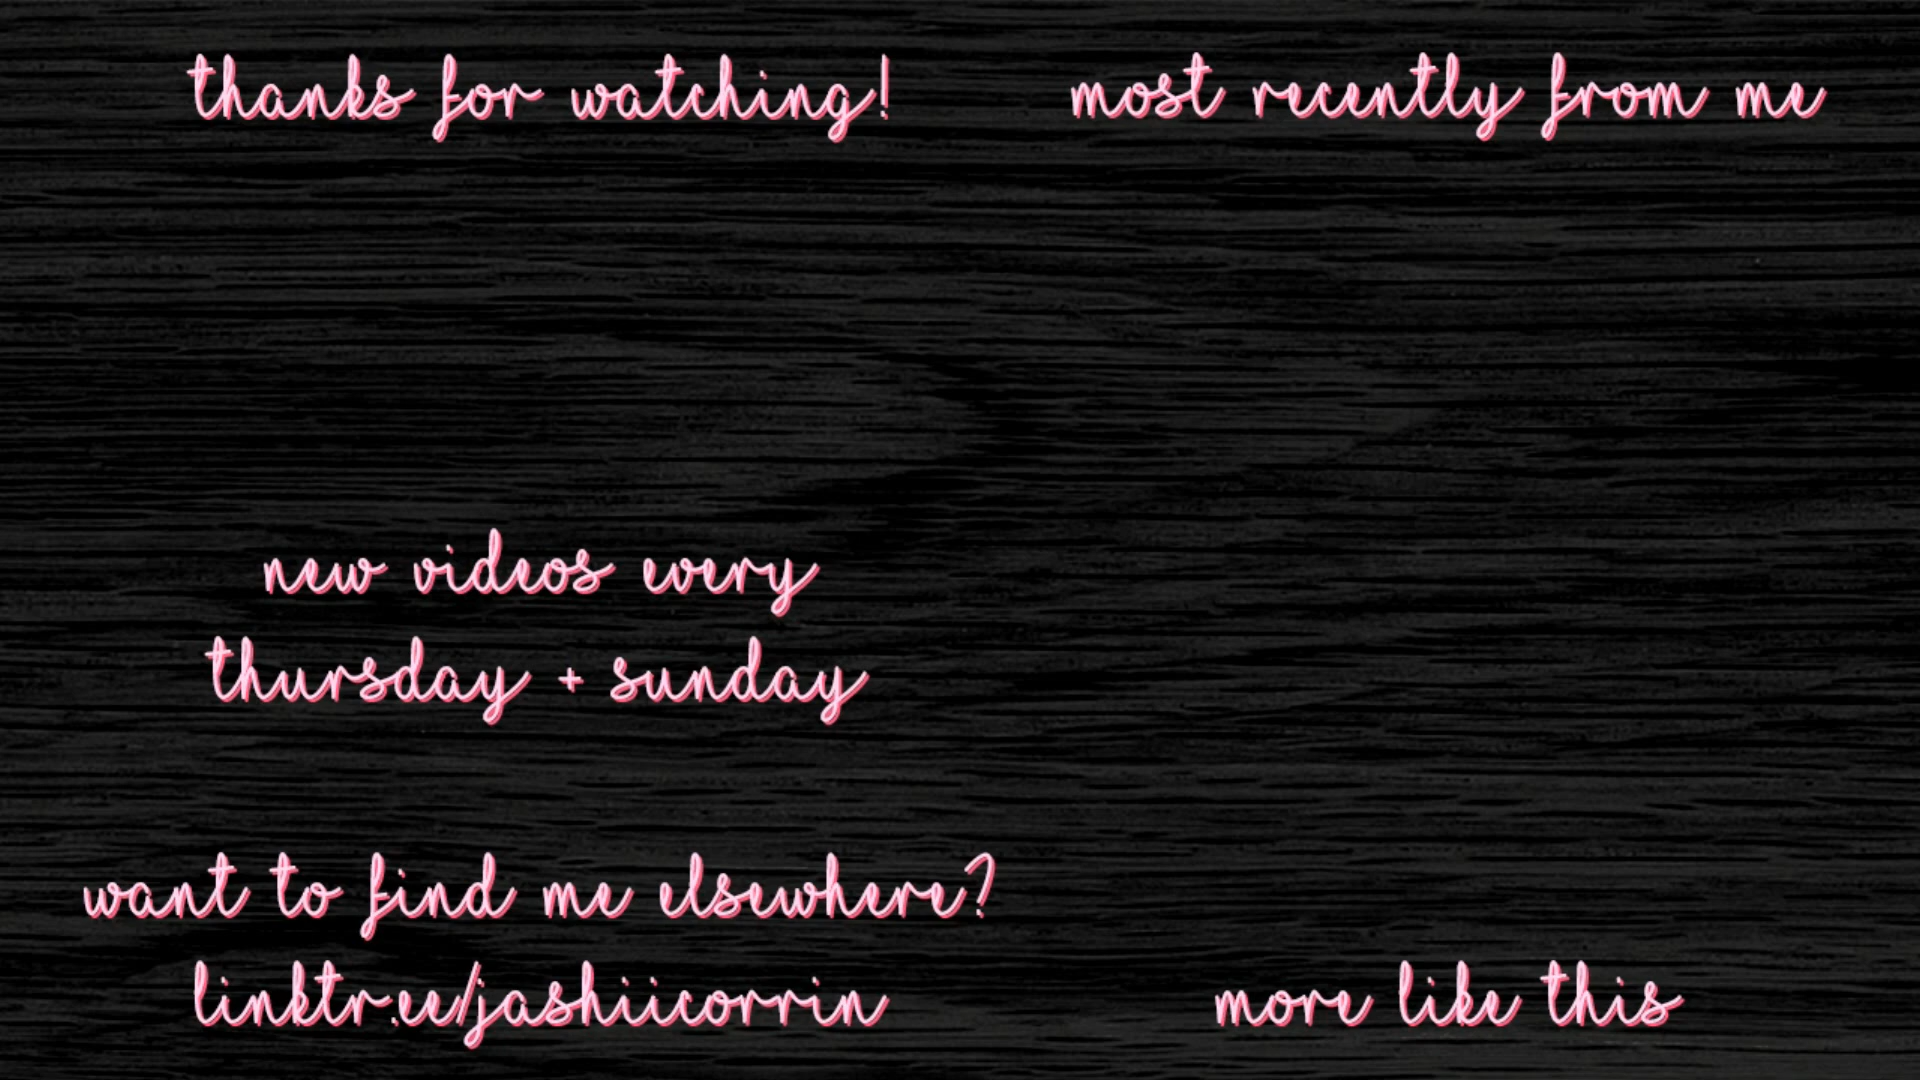 thanks for watching!
most recently from me
new videos every
thursday + sunday
want to find me elsewhere?
linktr.ee/jashiicorrin
more like this